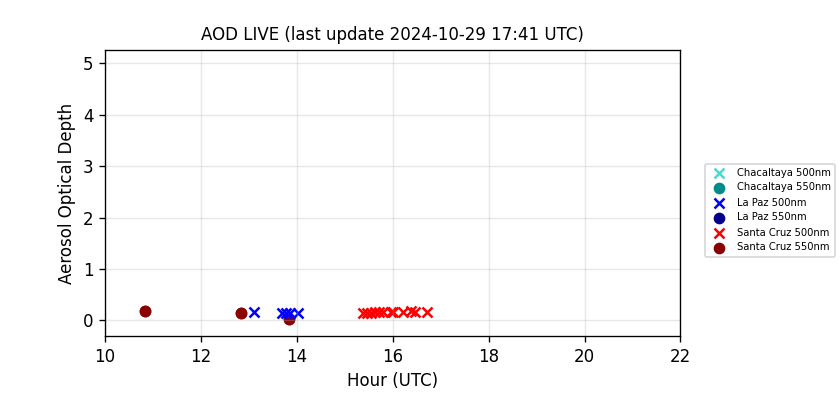 AOD LIVE (last update 2024-10-29 17:41 UTC)
Aerosol Optical Depth
5
4
3
2
1
0
10 12 14 16 18 20 22
Hour (UTC)
Chacaltaya 500nm
Chacaltaya 550nm
La Paz 500nm
La Paz 550nm
Santa Cruz 500nm
Santa Cruz 550nm